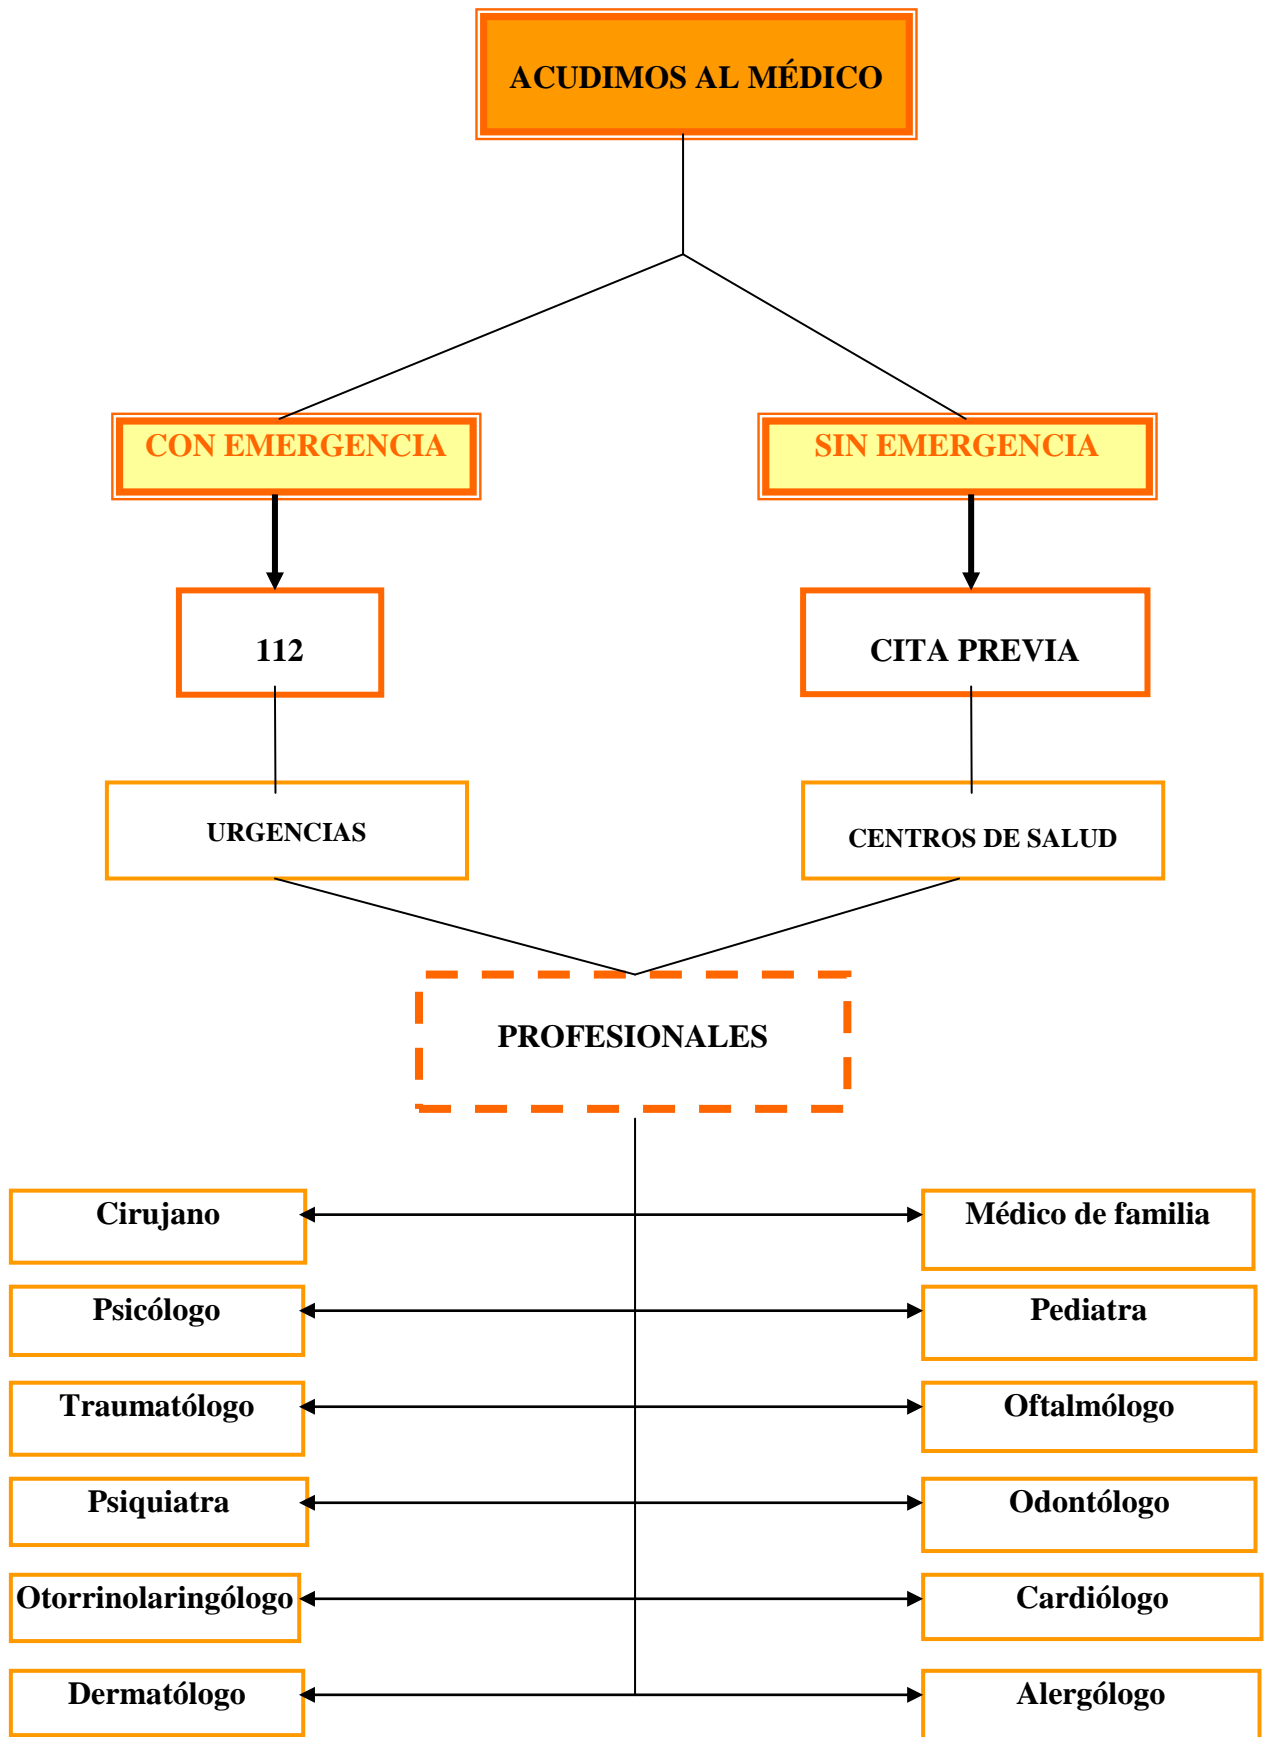 ACUDIMOS AL MÉDICO
CON EMERGENCIA
SIN EMERGENCIA
112
CITA PREVIA
URGENCIAS
CENTROS DE SALUD
PROFESIONALES
Cirujano
Médico de familia
Psicólogo
Pediatra
Traumatólogo
Oftalmólogo
Psiquiatra
Odontólogo
Otorrinolaringólogo
Cardiólogo
Dermatólogo
Alergólogo